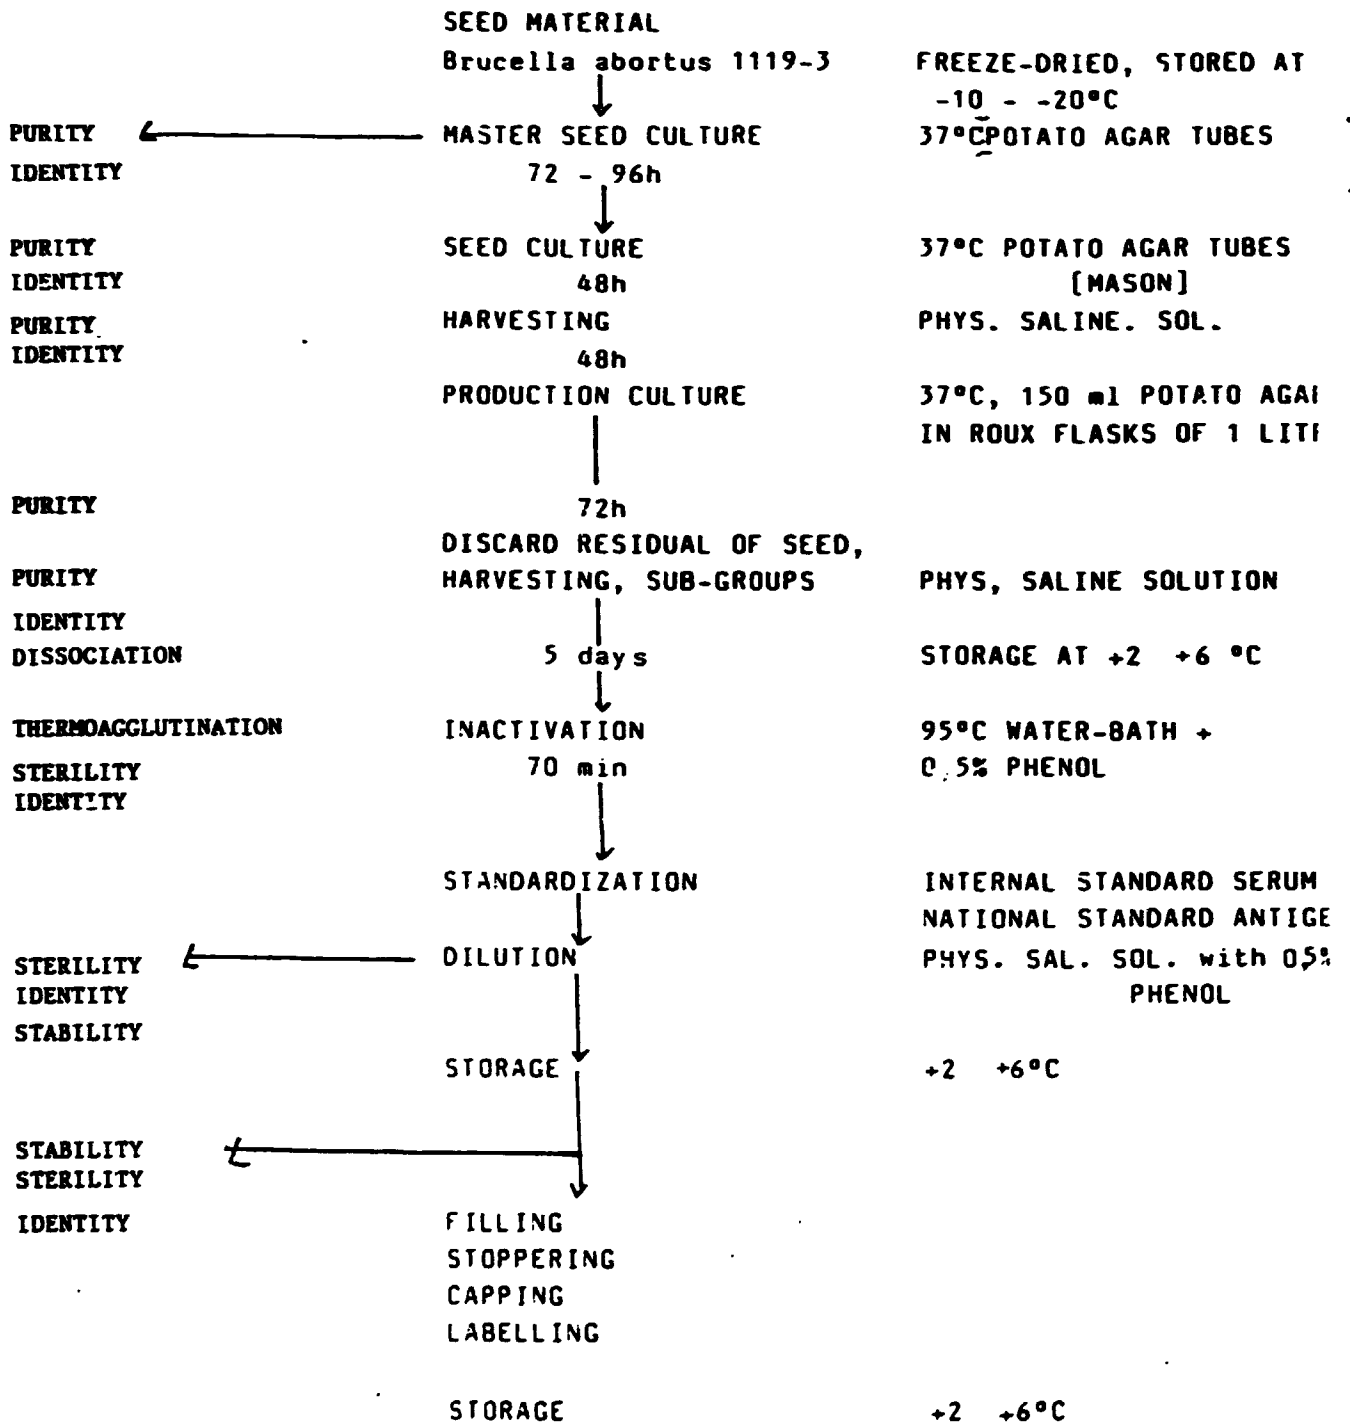 SEED MATERIAL
Brucella abortus 1119-3 FREEZE-DRIED, STORED AT
-10 - -20°C
PURITY MASTER SEED CULTURE 37°C POTATO AGAR TUBES
IDENTITY 72 - 96h
PURITY SEED CULTURE 37°C POTATO AGAR TUBES
IDENTITY 48h [MASON]
PURITY HARVESTING PHYS. SALINE. SOL.
IDENTITY 48h
PRODUCTION CULTURE 37°C, 150 ml POTATO AGAI
IN ROUX FLASKS OF 1 LITI
PURITY 72h
DISCARD RESIDUAL OF SEED,
PURITY HARVESTING, SUB-GROUPS PHYS, SALINE SOLUTION
IDENTITY
DISSOCIATION 5 days STORAGE AT +2 +6 °C
THERMOAGGLUTINATION INACTIVATION 95°C WATER-BATH +
STERILITY 70 min 0.5% PHENOL
IDENTITY
STANDARDIZATION INTERNAL STANDARD SERUM
NATIONAL STANDARD ANTIGE
STERILITY DILUTION PHYS. SAL. SOL. with 0,5%
IDENTITY PHENOL
STABILITY
STORAGE +2 +6°C
STABILITY
STERILITY
IDENTITY FILLING
STOPPERING
CAPPING
LABELLING
STORAGE +2 +6°C